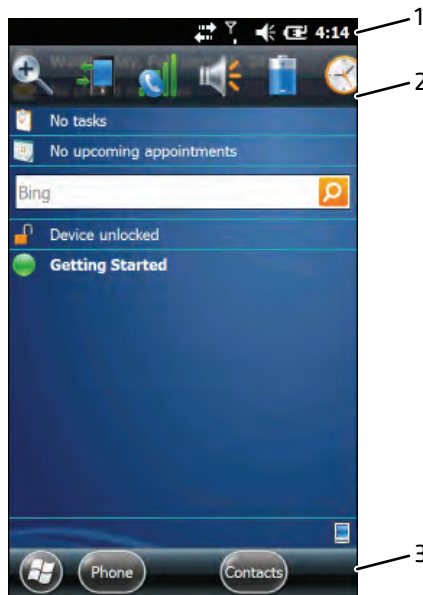 4:14
1
2
No tasks
No upcoming appointments
Bing
Device unlocked
Getting Started
Phone
Contacts
3